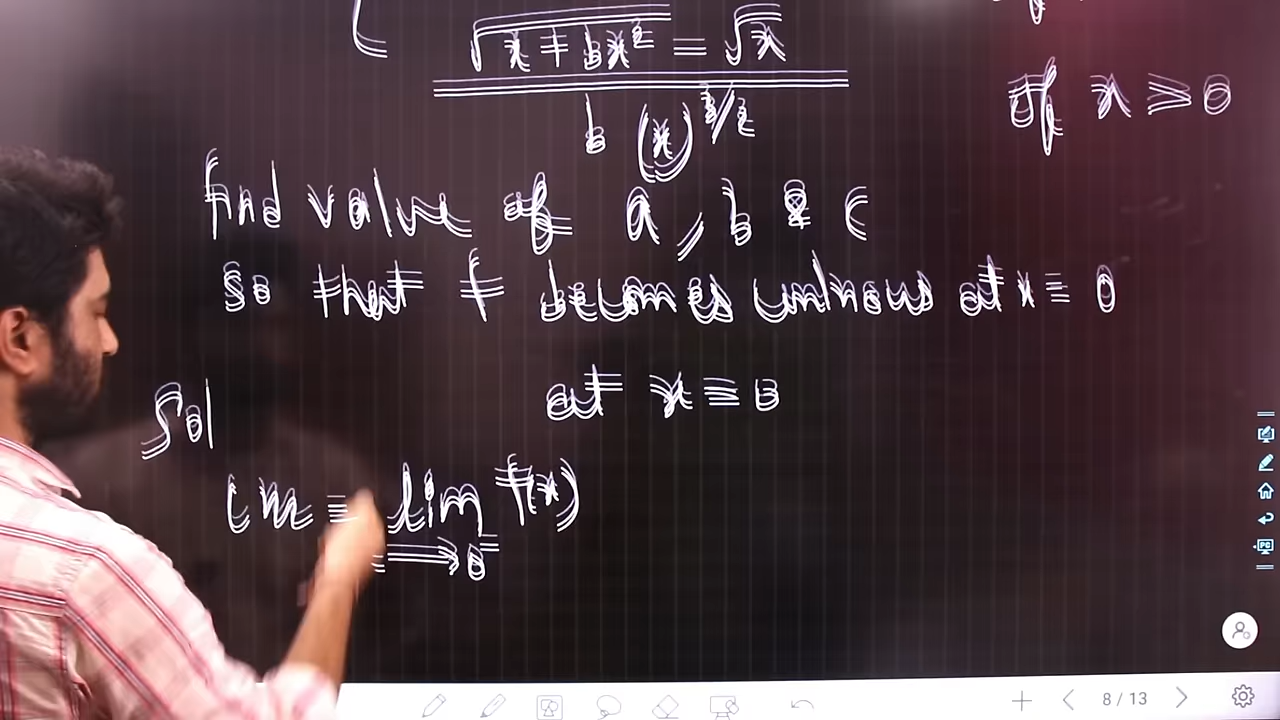 √(x + bx²) - √x
b (x)^{3/2}
if x ≥ 0
find value of a, b & c
so that f becomes continous at x = 0
Sol
at x = 0
LHL = lim f(x)
→ 0
8 / 13